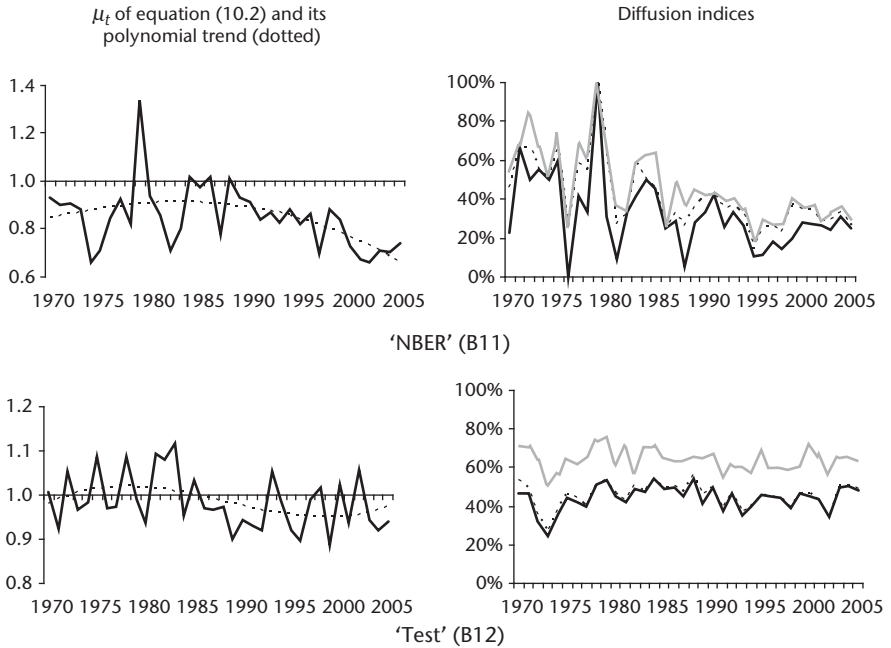 μt of equation (10.2) and its
polynomial trend (dotted)
Diffusion indices
1.4
1.2
1.0
0.8
0.6
1970 1975 1980 1985 1990 1995 2000 2005
100%
80%
60%
40%
20%
0%
1970 1975 1980 1985 1990 1995 2000 2005
‘NBER’ (B11)
1.2
1.1
1.0
0.9
0.8
1970 1975 1980 1985 1990 1995 2000 2005
100%
80%
60%
40%
20%
0%
1970 1975 1980 1985 1990 1995 2000 2005
‘Test’ (B12)